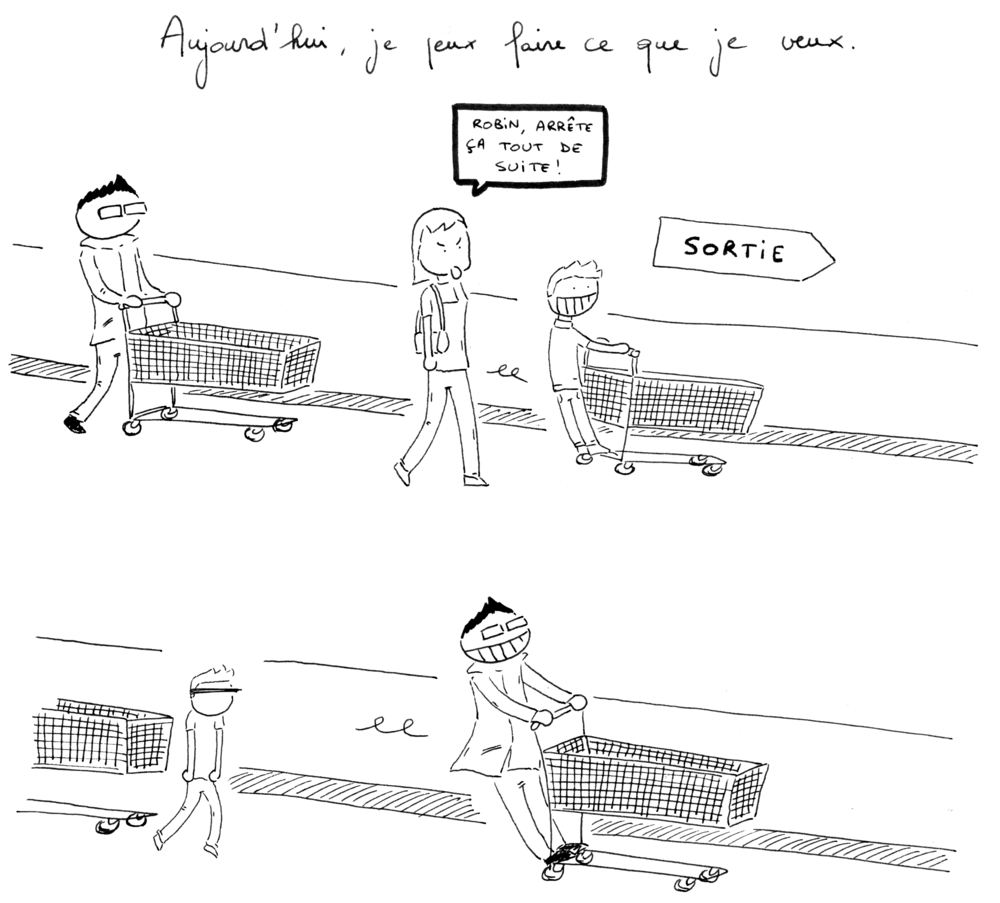 Aujourd'hui, je peux faire ce que je veux.
ROBIN, ARRÊTE
ÇA TOUT DE
SUITE !
SORTIE